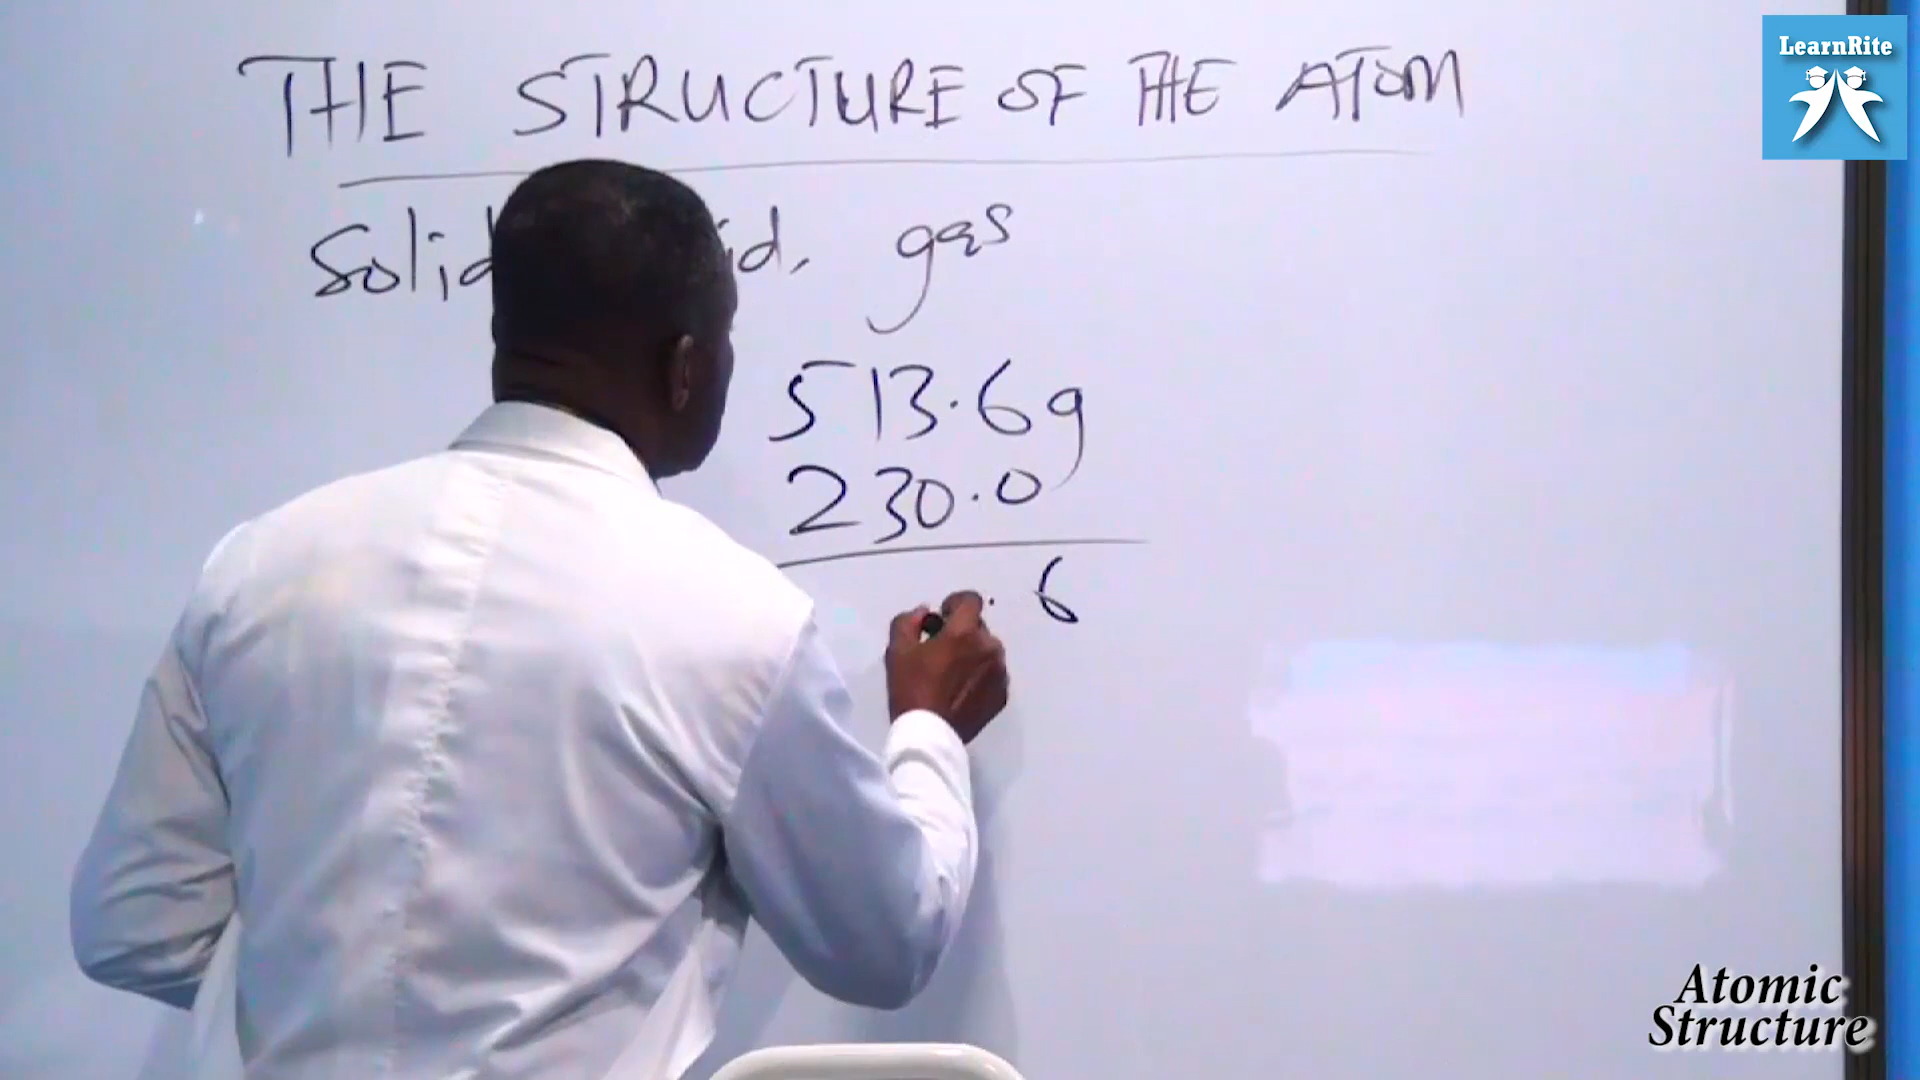 THE STRUCTURE OF THE ATOM
gas
513.6g
230.0
. 6
LearnRite
Atomic
Structure